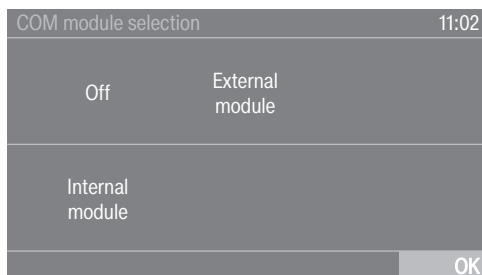 COM module selection 11:02
Off
External
module
Internal
module
OK